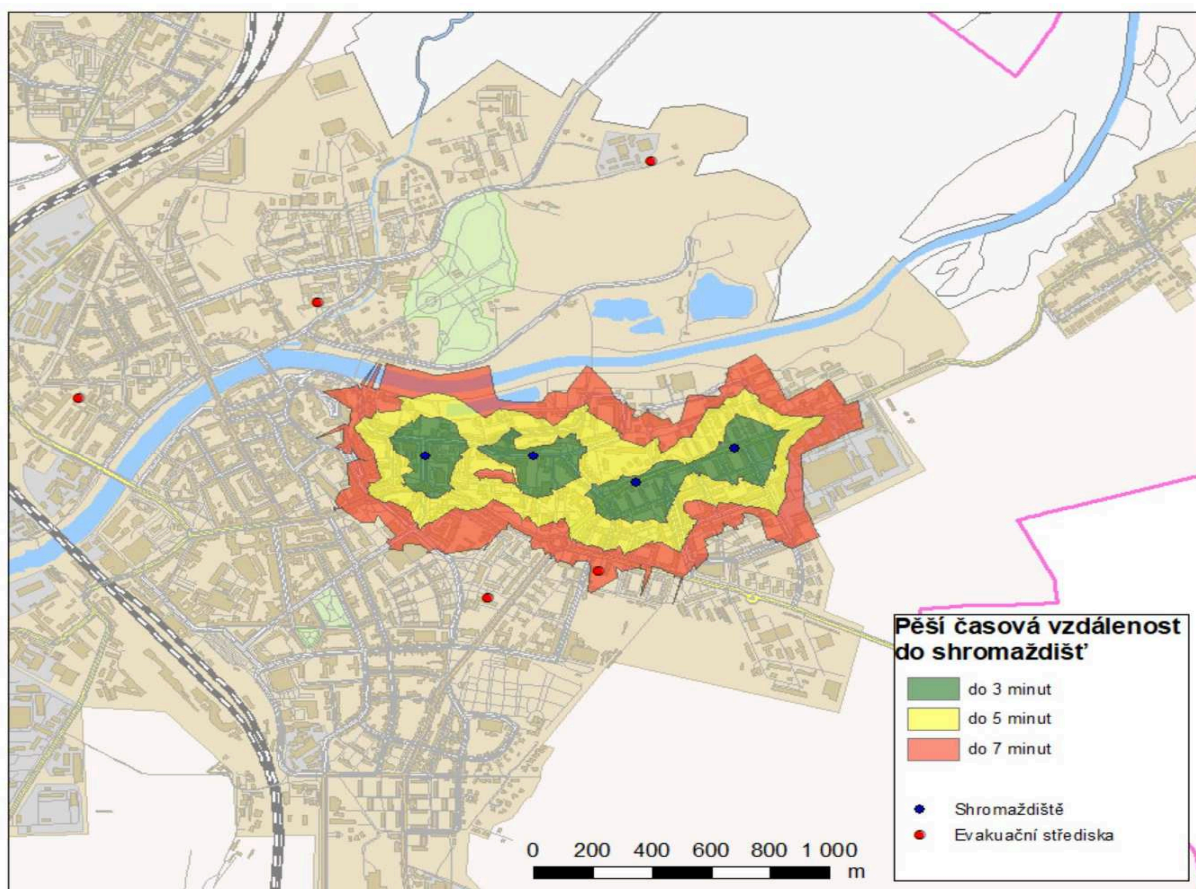 Pěší časová vzdálenost
do shromaždišť
do 3 minut
do 5 minut
do 7 minut
Shromaždiště
Evakuační střediska
0 200 400 600 800 1 000
m